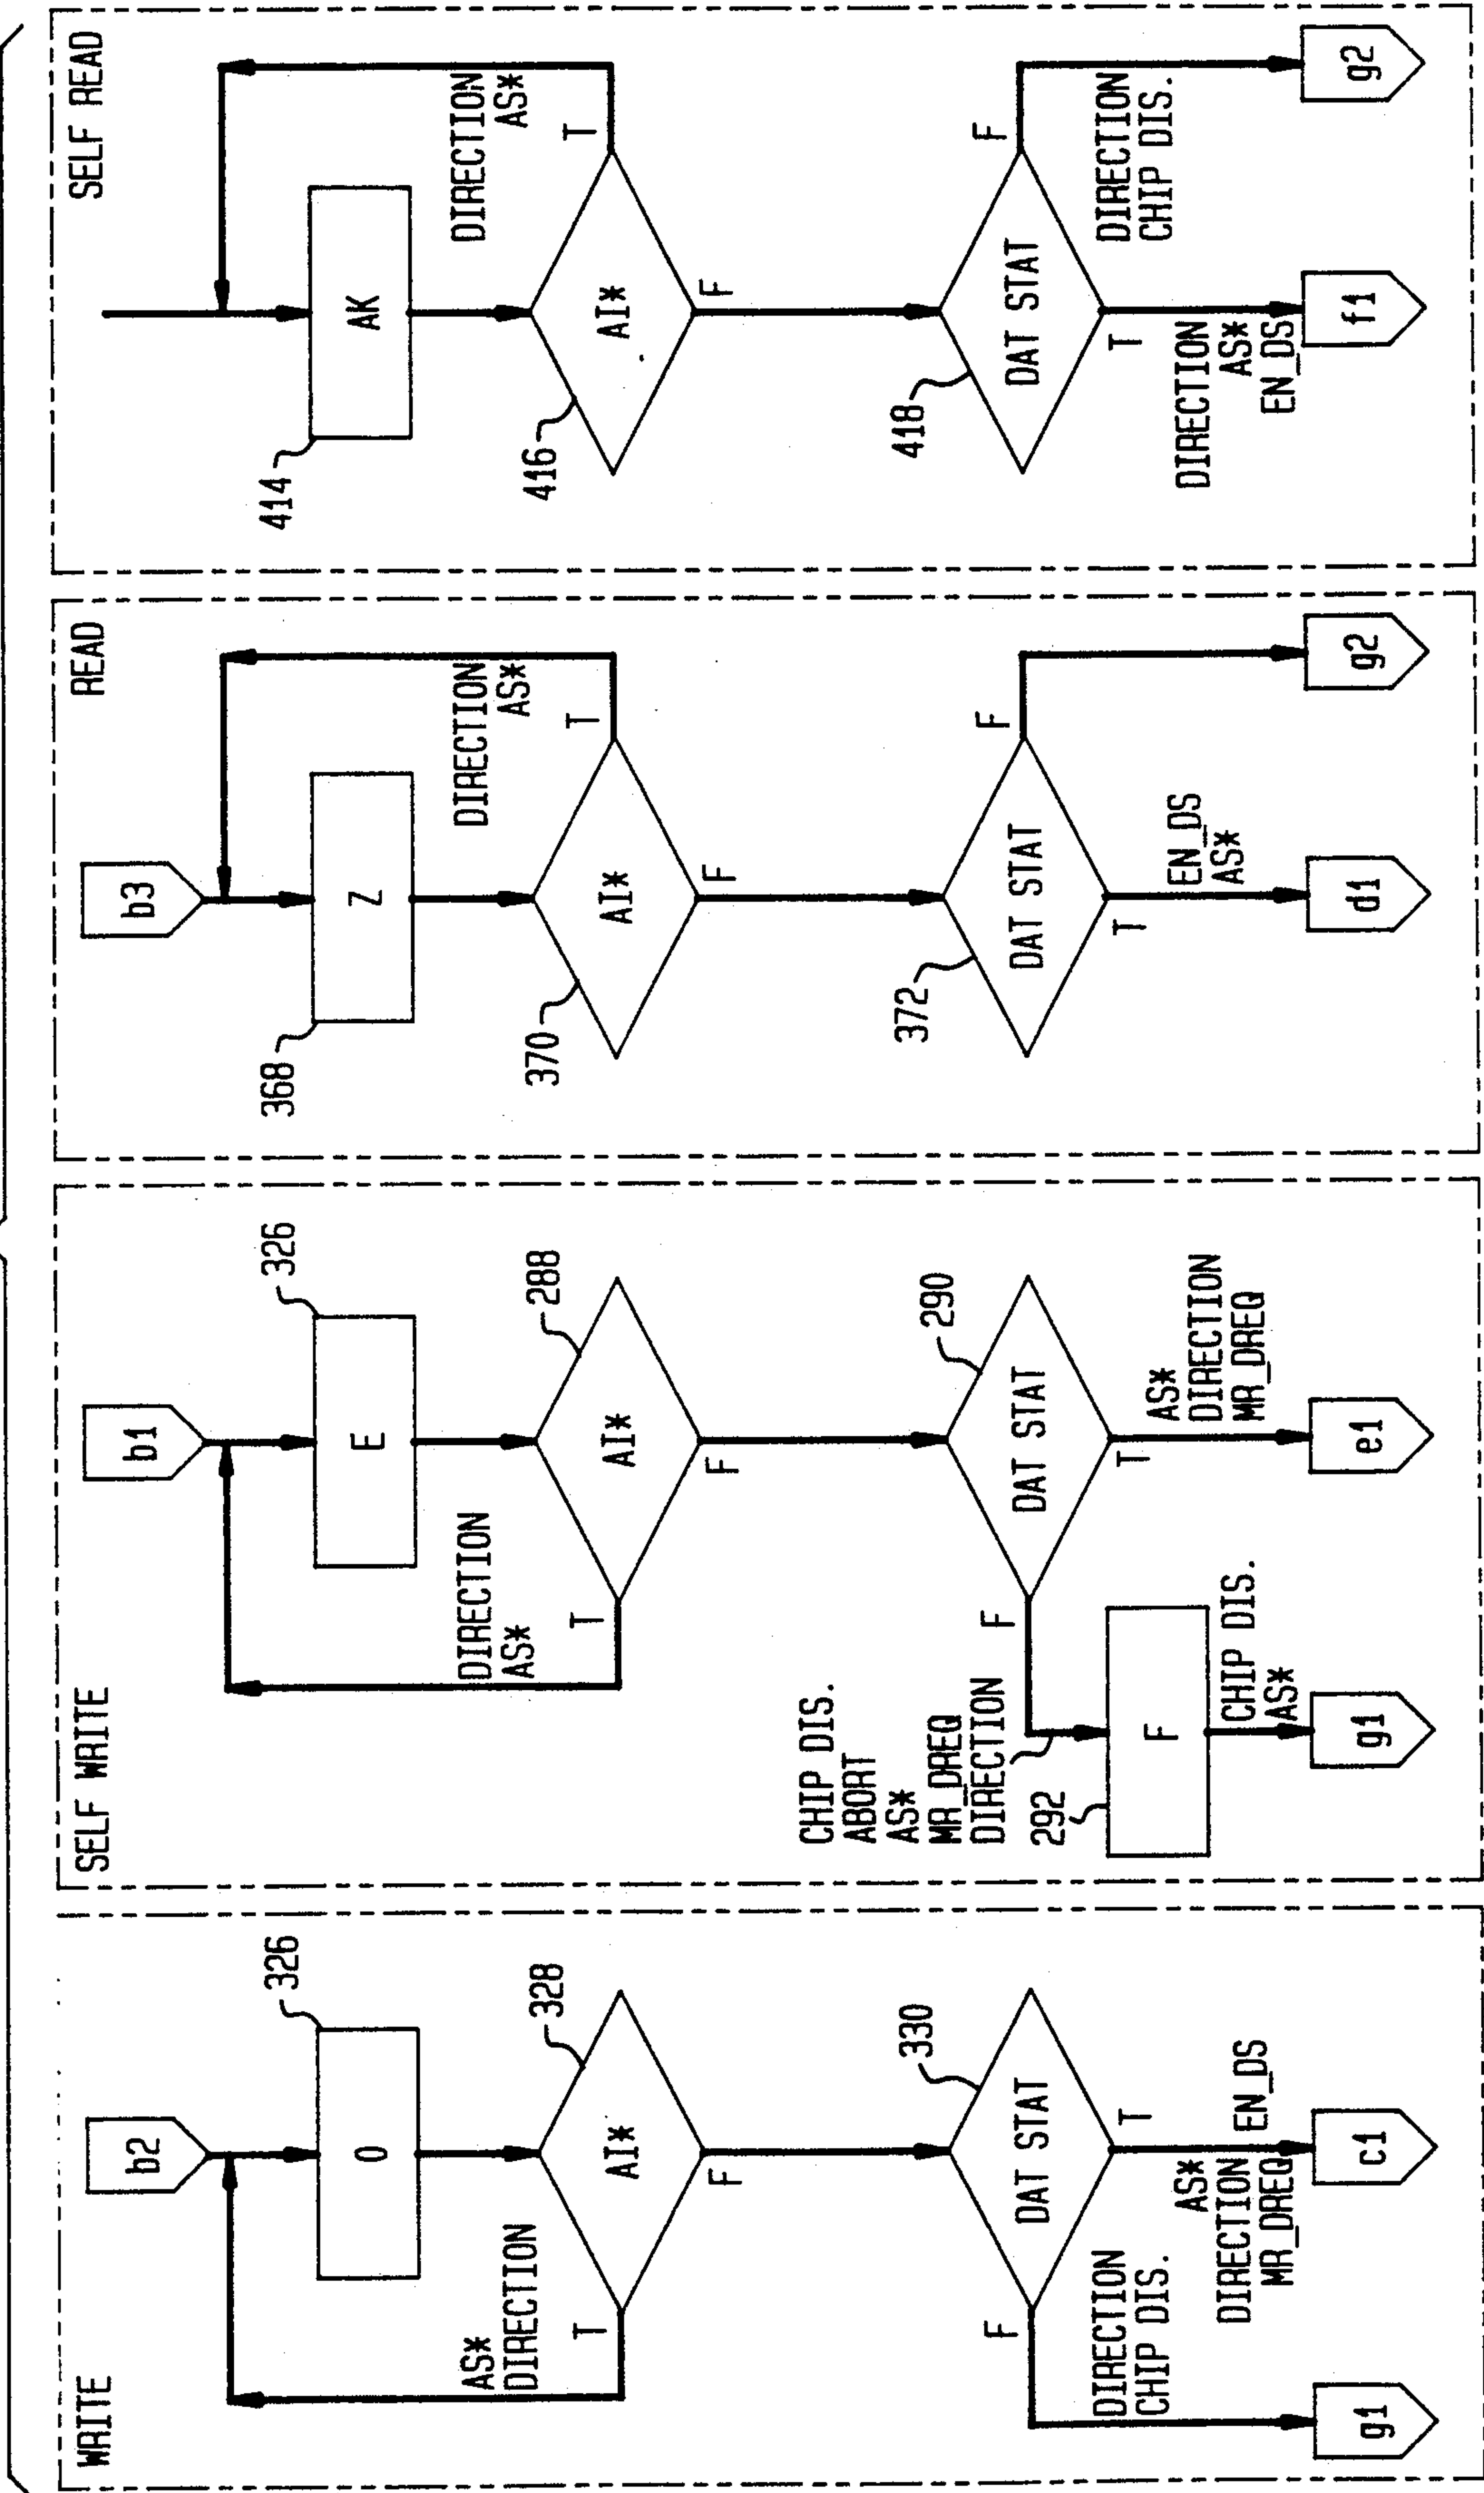 WRITE
b2
326
O
AS*
DIRECTION
T
328
AI*
F
330
DAT STAT
F
DIRECTION
CHIP DIS.
T
AS*
DIRECTION
MR_DREQ
EN_DS
g1
c1
SELF WRITE
b1
326
E
DIRECTION
AS*
T
288
AI*
F
290
DAT STAT
F
CHIP DIS.
ABORT
AS*
MR_DREQ
DIRECTION
292
F
CHIP DIS.
AS*
g1
T
AS*
DIRECTION
MR_DREQ
e1
READ
b3
368
Z
DIRECTION
AS*
T
370
AI*
F
372
DAT STAT
F
T
EN_DS
AS*
d1
g2
SELF READ
414
AK
DIRECTION
AS*
T
416
AI*
F
418
DAT STAT
F
DIRECTION
CHIP DIS.
T
DIRECTION
AS*
EN_DS
f1
g2